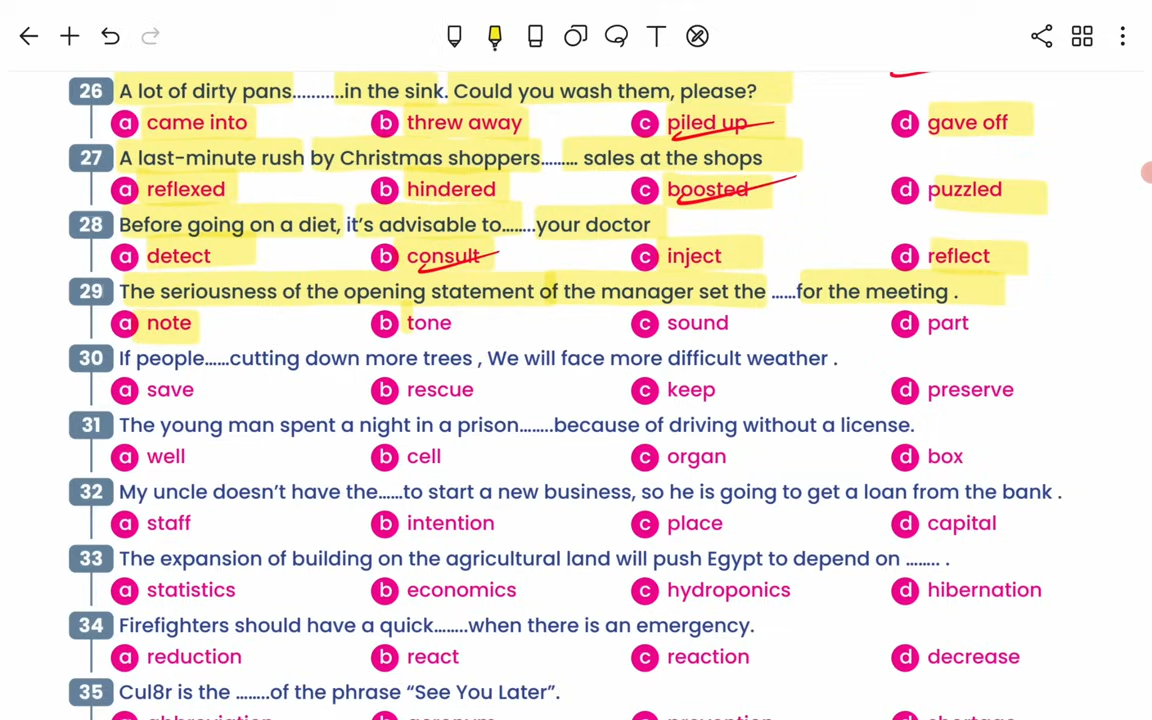 26 A lot of dirty pans...........in the sink. Could you wash them, please?
a came into b threw away c piled up d gave off
27 A last-minute rush by Christmas shoppers......... sales at the shops
a reflexed b hindered c boosted d puzzled
28 Before going on a diet, it's advisable to........your doctor
a detect b consult c inject d reflect
29 The seriousness of the opening statement of the manager set the ......for the meeting .
a note b tone c sound d part
30 If people......cutting down more trees , We will face more difficult weather .
a save b rescue c keep d preserve
31 The young man spent a night in a prison........because of driving without a license.
a well b cell c organ d box
32 My uncle doesn't have the......to start a new business, so he is going to get a loan from the bank .
a staff b intention c place d capital
33 The expansion of building on the agricultural land will push Egypt to depend on ........ .
a statistics b economics c hydroponics d hibernation
34 Firefighters should have a quick........when there is an emergency.
a reduction b react c reaction d decrease
35 Cul8r is the ........of the phrase "See You Later".